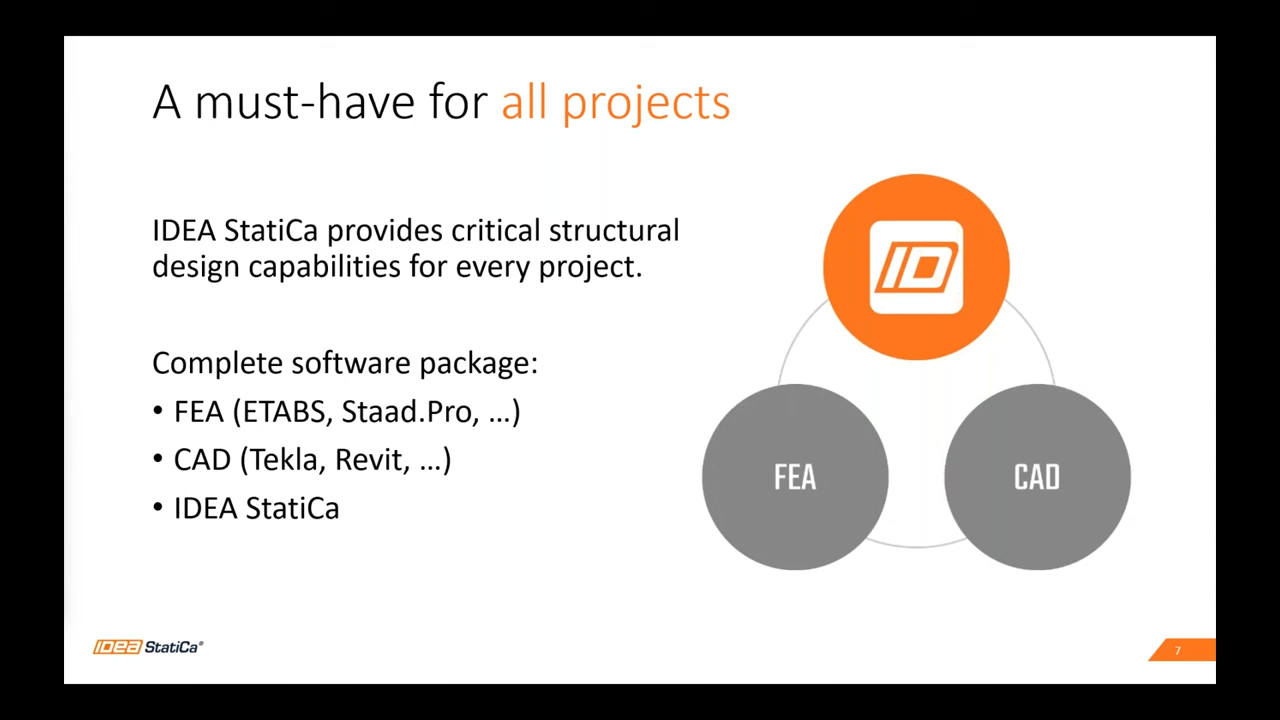 A must-have for all projects
IDEA StatiCa provides critical structural
design capabilities for every project.
Complete software package:
• FEA (ETABS, Staad.Pro, ...)
• CAD (Tekla, Revit, ...)
• IDEA StatiCa
ID
FEA
CAD
IDEA StatiCa®
7